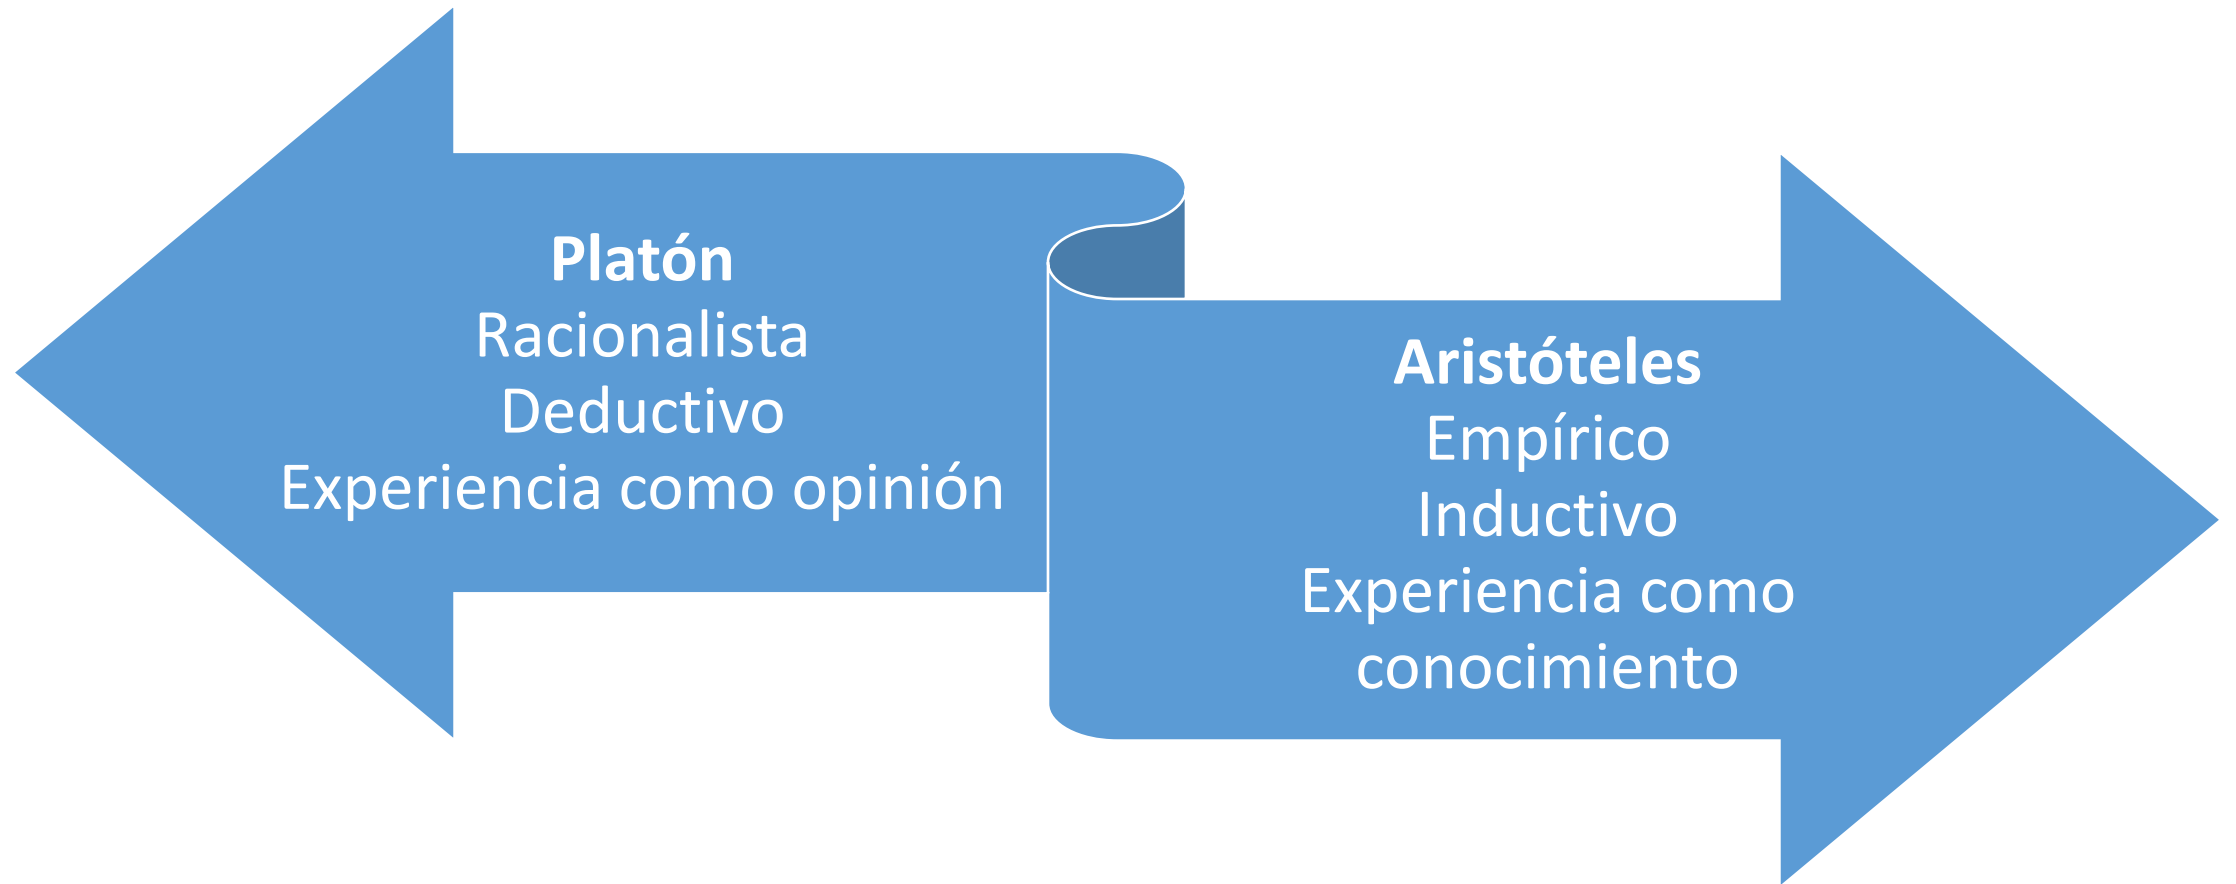 Platón
Racionalista
Deductivo
Experiencia como opinión
Aristóteles
Empírico
Inductivo
Experiencia como
conocimiento